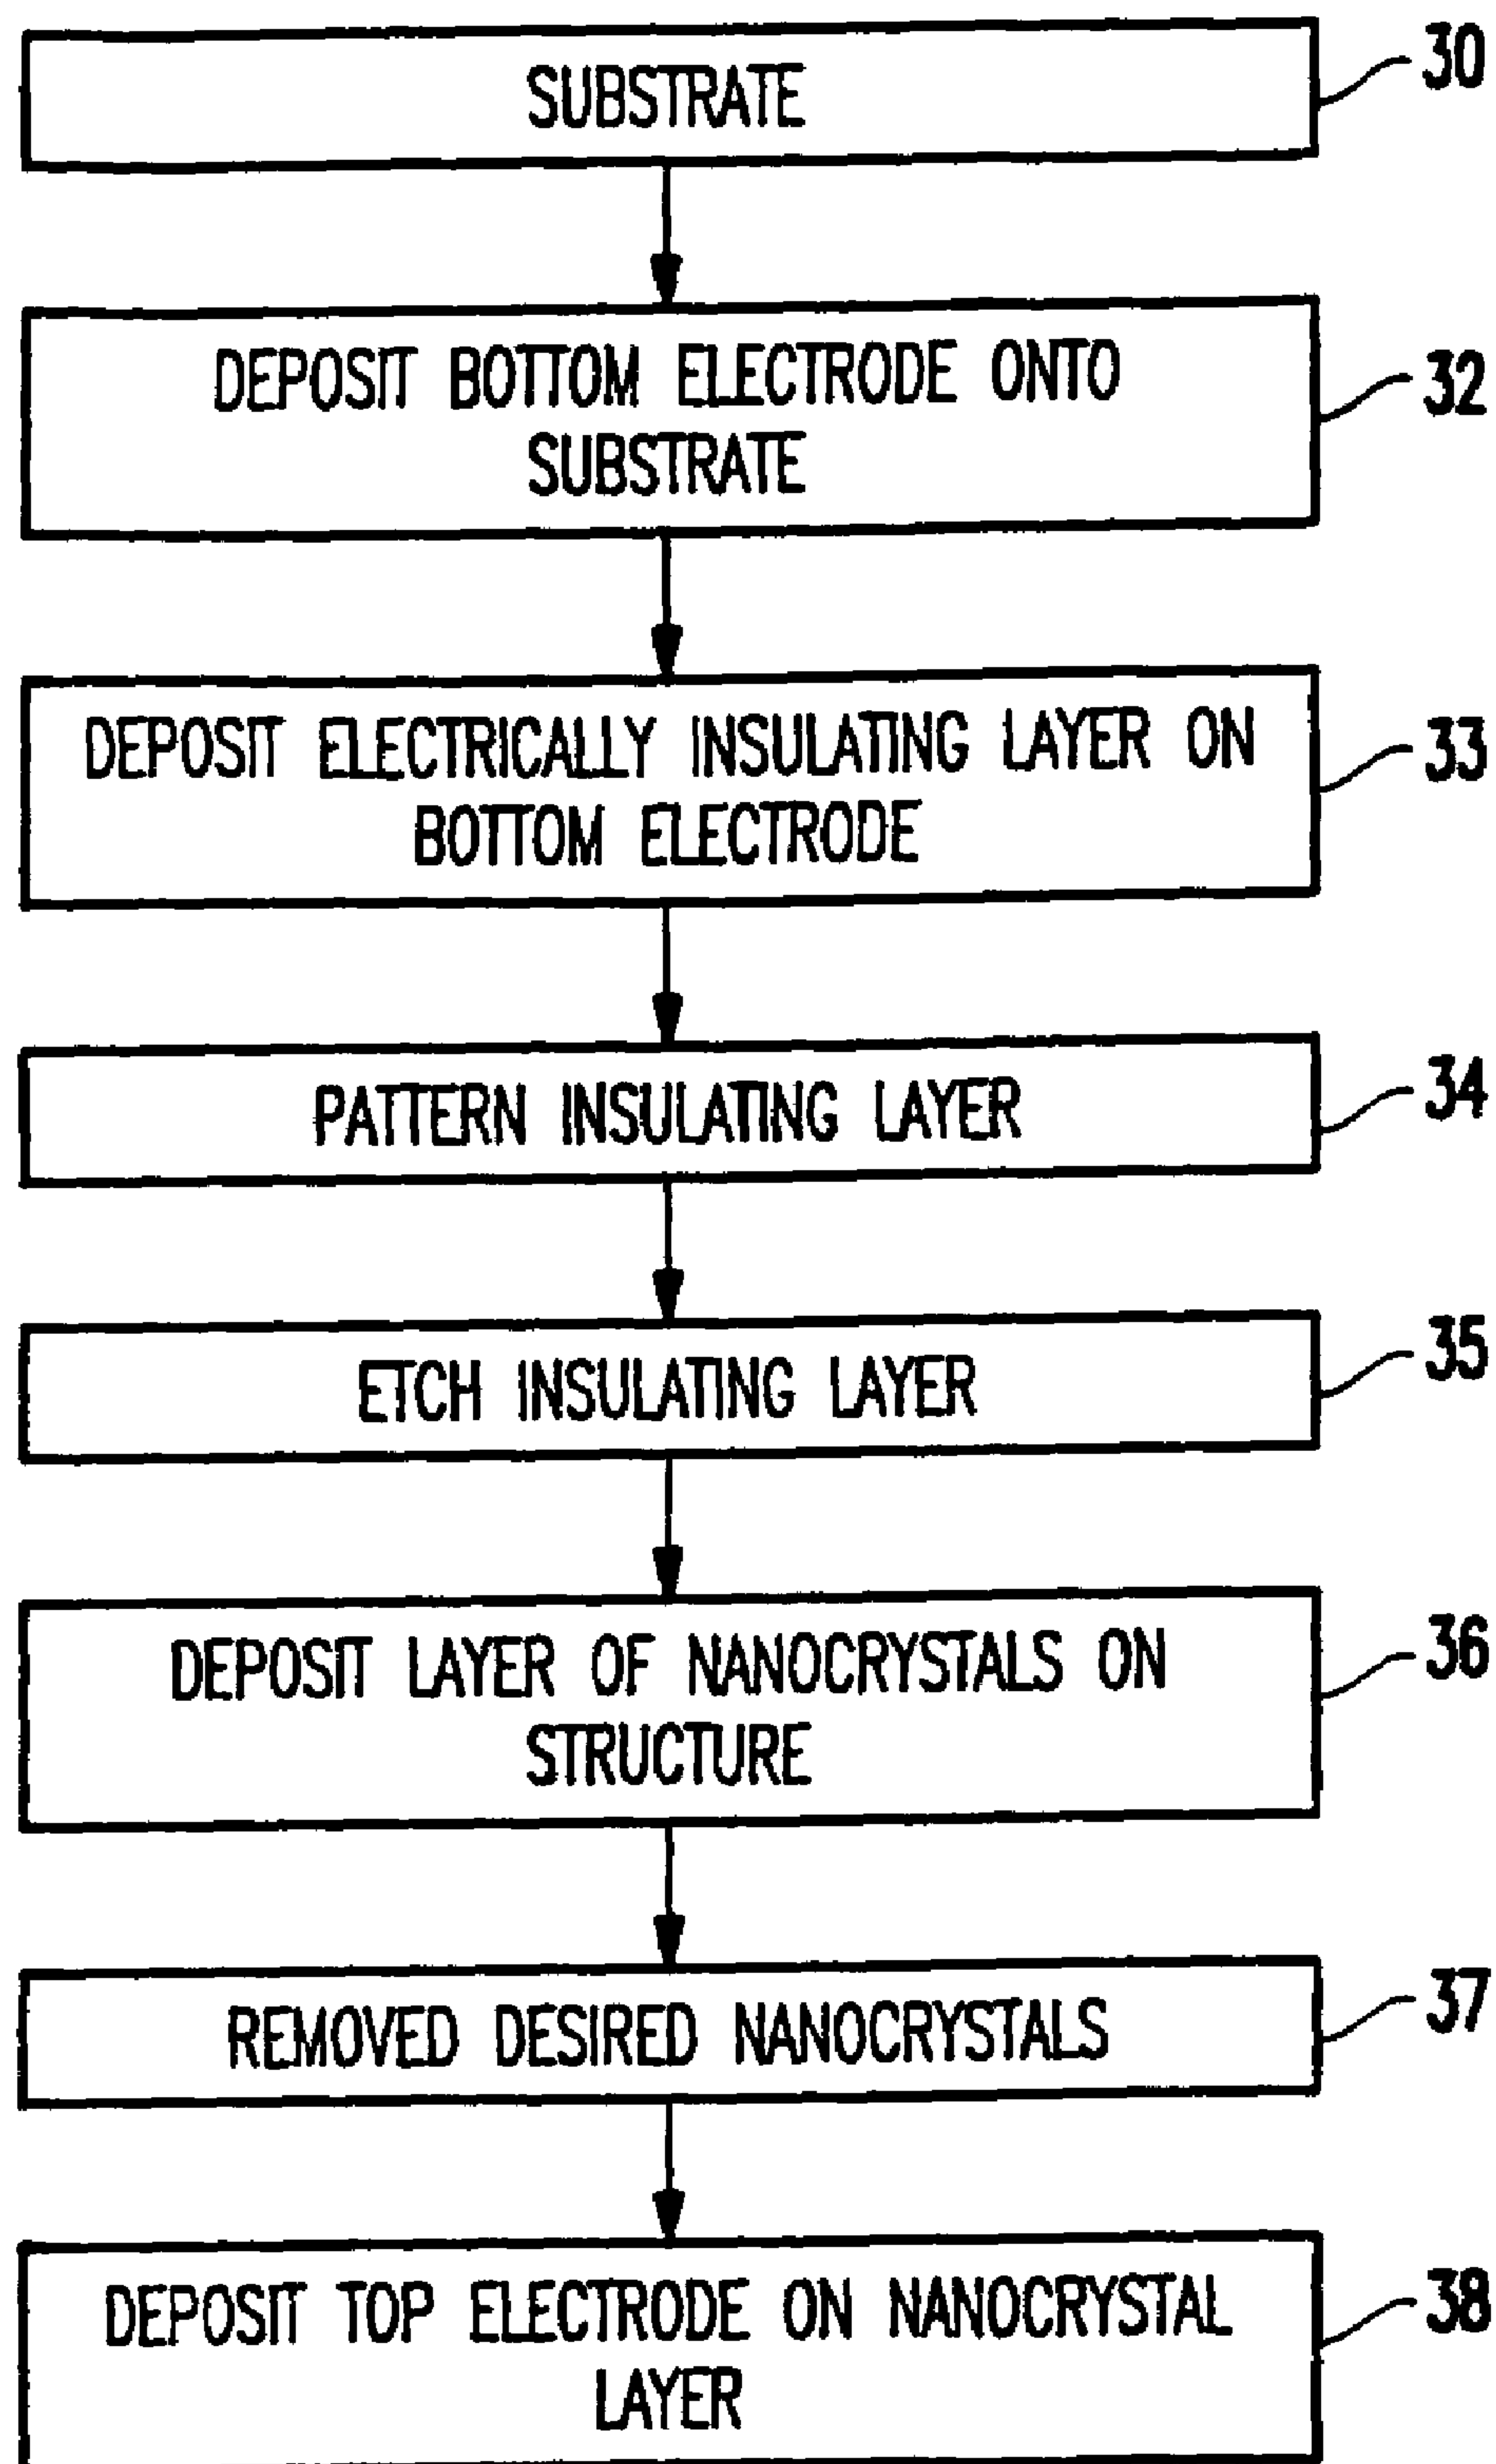 SUBSTRATE
30
DEPOSIT BOTTOM ELECTRODE ONTO
SUBSTRATE
32
DEPOSIT ELECTRICALLY INSULATING LAYER ON
BOTTOM ELECTRODE
33
PATTERN INSULATING LAYER
34
ETCH INSULATING LAYER
35
DEPOSIT LAYER OF NANOCRYSTALS ON
STRUCTURE
36
REMOVED DESIRED NANOCRYSTALS
37
DEPOSIT TOP ELECTRODE ON NANOCRYSTAL
LAYER
38